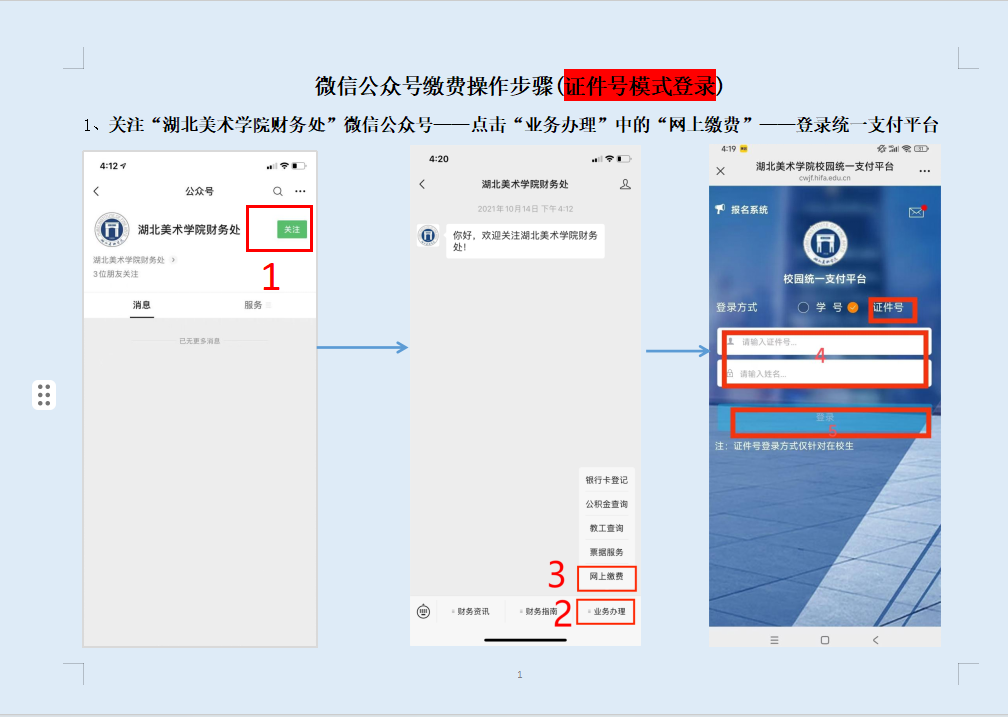 微信公众号缴费操作步骤(证件号模式登录)
1、关注“湖北美术学院财务处”微信公众号——点击“业务办理”中的“网上缴费”——登录统一支付平台
4:12
公众号
湖北美术学院财务处
关注
湖北美术学院财务处
3位朋友关注
1
消息
服务
已无更多消息
4:20
湖北美术学院财务处
2021年10月14日 下午4:12
你好，欢迎关注湖北美术学院财务
处！
银行卡登记
公积金查询
教工查询
票据服务
3
网上缴费
财务资讯
财务指南
2
业务办理
4:19
湖北美术学院校园统一支付平台
cwjf.hifa.edu.cn
报名系统
校园统一支付平台
登录方式
学 号
证件号
请输入证件号...
4
请输入姓名...
登录
5
注：证件号登录方式仅针对在校生
1